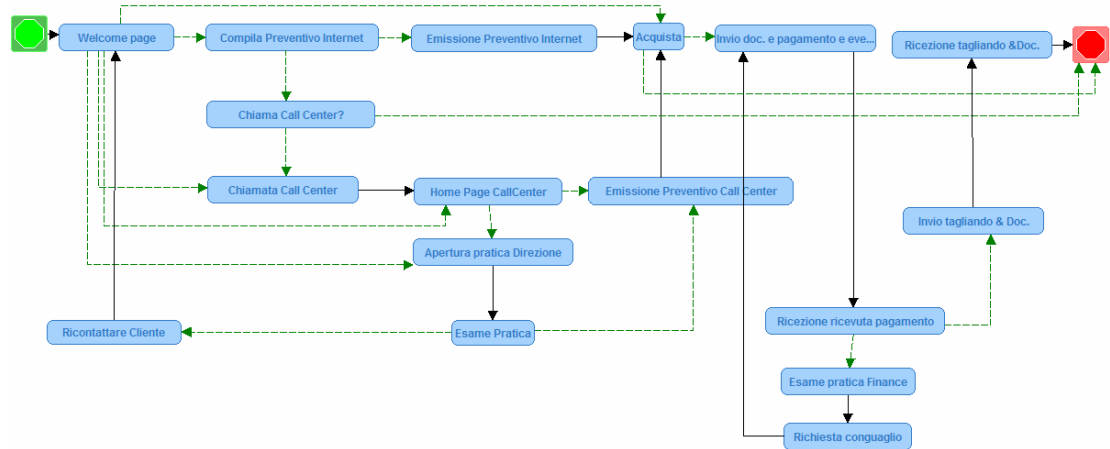 Welcome page
Compila Preventivo Internet
Emissione Preventivo Internet
Acquista
Invio doc. e pagamento e eve...
Ricezione tagliando &Doc.
Chiama Call Center?
Chiamata Call Center
Home Page CallCenter
Emissione Preventivo Call Center
Invio tagliando & Doc.
Apertura pratica Direzione
Ricontattare Cliente
Esame Pratica
Ricezione ricevuta pagamento
Esame pratica Finance
Richiesta conguaglio